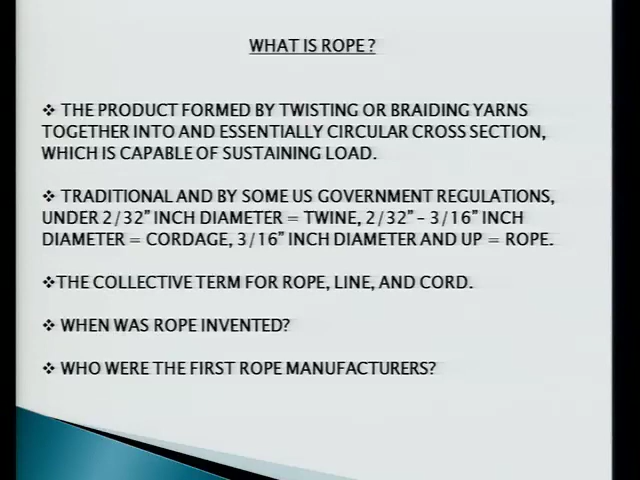 WHAT IS ROPE ?
❖ THE PRODUCT FORMED BY TWISTING OR BRAIDING YARNS
TOGETHER INTO AND ESSENTIALLY CIRCULAR CROSS SECTION,
WHICH IS CAPABLE OF SUSTAINING LOAD.
❖ TRADITIONAL AND BY SOME US GOVERNMENT REGULATIONS,
UNDER 2/32” INCH DIAMETER = TWINE, 2/32” – 3/16” INCH
DIAMETER = CORDAGE, 3/16” INCH DIAMETER AND UP = ROPE.
❖THE COLLECTIVE TERM FOR ROPE, LINE, AND CORD.
❖ WHEN WAS ROPE INVENTED?
❖ WHO WERE THE FIRST ROPE MANUFACTURERS?